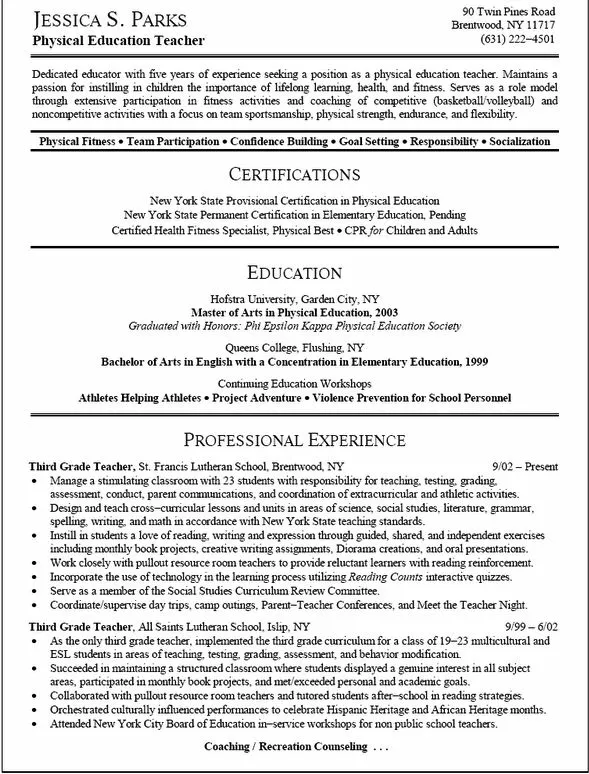 JESSICA S. PARKS
Physical Education Teacher
90 Twin Pines Road
Brentwood, NY 11717
(631) 222–4501
Dedicated educator with five years of experience seeking a position as a physical education teacher. Maintains a
passion for instilling in children the importance of lifelong learning, health, and fitness. Serves as a role model
through extensive participation in fitness activities and coaching of competitive (basketball/volleyball) and
noncompetitive activities with a focus on team sportsmanship, physical strength, endurance, and flexibility.
Physical Fitness • Team Participation • Confidence Building • Goal Setting • Responsibility • Socialization
CERTIFICATIONS
New York State Provisional Certification in Physical Education
New York State Permanent Certification in Elementary Education, Pending
Certified Health Fitness Specialist, Physical Best • CPR for Children and Adults
EDUCATION
Hofstra University, Garden City, NY
Master of Arts in Physical Education, 2003
Graduated with Honors: Phi Epsilon Kappa Physical Education Society
Queens College, Flushing, NY
Bachelor of Arts in English with a Concentration in Elementary Education, 1999
Continuing Education Workshops
Athletes Helping Athletes • Project Adventure • Violence Prevention for School Personnel
PROFESSIONAL EXPERIENCE
Third Grade Teacher, St. Francis Lutheran School, Brentwood, NY 9/02 – Present
• Manage a stimulating classroom with 23 students with responsibility for teaching, testing, grading,
assessment, conduct, parent communications, and coordination of extracurricular and athletic activities.
• Design and teach cross–curricular lessons and units in areas of science, social studies, literature, grammar,
spelling, writing, and math in accordance with New York State teaching standards.
• Instill in students a love of reading, writing and expression through guided, shared, and independent exercises
including monthly book projects, creative writing assignments, Diorama creations, and oral presentations.
• Work closely with pullout resource room teachers to provide reluctant learners with reading reinforcement.
• Incorporate the use of technology in the learning process utilizing Reading Counts interactive quizzes.
• Serve as a member of the Social Studies Curriculum Review Committee.
• Coordinate/supervise day trips, camp outings, Parent–Teacher Conferences, and Meet the Teacher Night.
Third Grade Teacher, All Saints Lutheran School, Islip, NY 9/99 – 6/02
• As the only third grade teacher, implemented the third grade curriculum for a class of 19–23 multicultural and
ESL students in areas of teaching, testing, grading, assessment, and behavior modification.
• Succeeded in maintaining a structured classroom where students displayed a genuine interest in all subject
areas, participated in monthly book projects, and met/exceeded personal and academic goals.
• Collaborated with pullout resource room teachers and tutored students after–school in reading strategies.
• Orchestrated culturally influenced performances to celebrate Hispanic Heritage and African Heritage months.
• Attended New York City Board of Education in–service workshops for non public school teachers.
Coaching / Recreation Counseling . . .